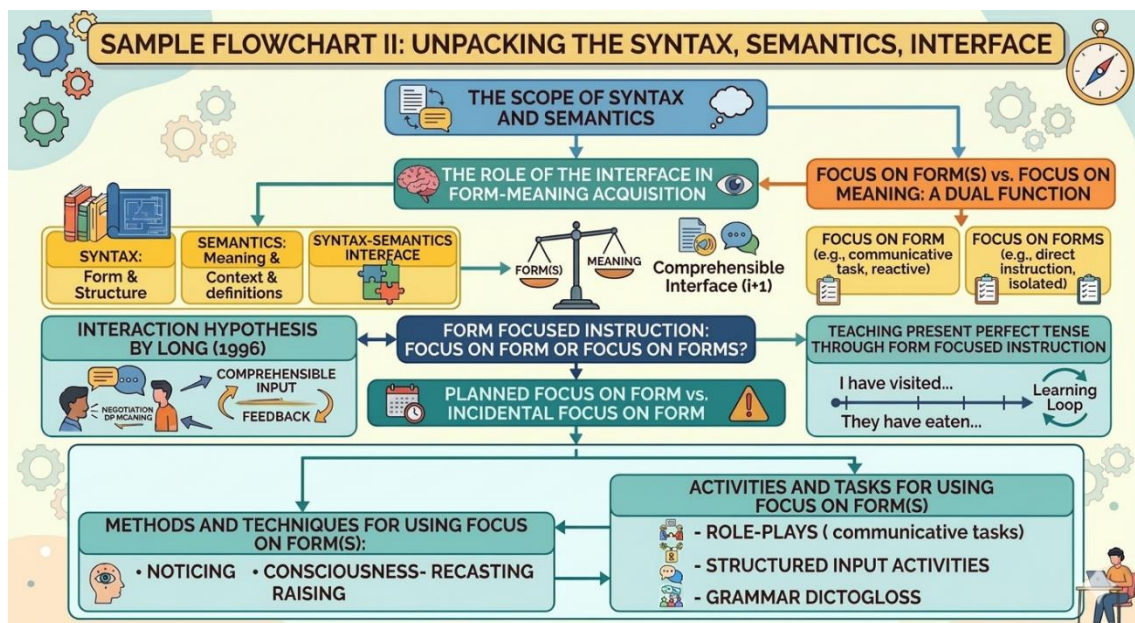 SAMPLE FLOWCHART II: UNPACKING THE SYNTAX, SEMANTICS, INTERFACE
THE SCOPE OF SYNTAX
AND SEMANTICS
THE ROLE OF THE INTERFACE IN
FORM-MEANING ACQUISITION
FOCUS ON FORM(S) vs. FOCUS ON
MEANING: A DUAL FUNCTION
SYNTAX:
Form &
Structure
SEMANTICS:
Meaning &
Context &
definitions
SYNTAX-SEMANTICS
INTERFACE
FORM(S)
MEANING
Comprehensible
Interface (i+1)
FOCUS ON FORM
(e.g., communicative
task, reactive)
FOCUS ON FORMS
(e.g., direct
instruction,
isolated)
INTERACTION HYPOTHESIS
BY LONG (1996)
NEGOTIATION
DP MCANING
COMPREHENSIBLE
INPUT
FEEDBACK
FORM FOCUSED INSTRUCTION:
FOCUS ON FORM OR FOCUS ON FORMS?
TEACHING PRESENT PERFECT TENSE
THROUGH FORM FOCUSED INSTRUCTION
I have visited...
They have eaten...
Learning
Loop
PLANNED FOCUS ON FORM vs.
INCIDENTAL FOCUS ON FORM
METHODS AND TECHNIQUES FOR USING FOCUS
ON FORM(S):
• NOTICING • CONSCIOUSNESS- RECASTING
RAISING
ACTIVITIES AND TASKS FOR USING
FOCUS ON FORM(S)
- ROLE-PLAYS ( communicative tasks)
- STRUCTURED INPUT ACTIVITIES
- GRAMMAR DICTOGLOSS